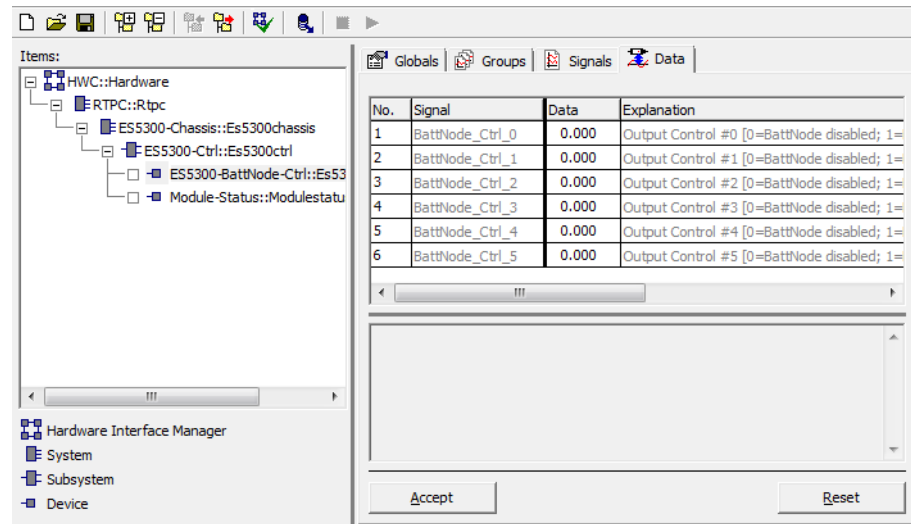 Items:
HWC::Hardware
RTPC::Rtpc
ES5300-Chassis::Es5300chassis
ES5300-Ctrl::Es5300ctrl
ES5300-BattNode-Ctrl::Es53
Module-Status::Modulestatu
Hardware Interface Manager
System
Subsystem
Device
Globals Groups Signals Data
No. Signal Data Explanation
1 BattNode_Ctrl_0 0.000 Output Control #0 [0=BattNode disabled; 1=
2 BattNode_Ctrl_1 0.000 Output Control #1 [0=BattNode disabled; 1=
3 BattNode_Ctrl_2 0.000 Output Control #2 [0=BattNode disabled; 1=
4 BattNode_Ctrl_3 0.000 Output Control #3 [0=BattNode disabled; 1=
5 BattNode_Ctrl_4 0.000 Output Control #4 [0=BattNode disabled; 1=
6 BattNode_Ctrl_5 0.000 Output Control #5 [0=BattNode disabled; 1=
Accept Reset